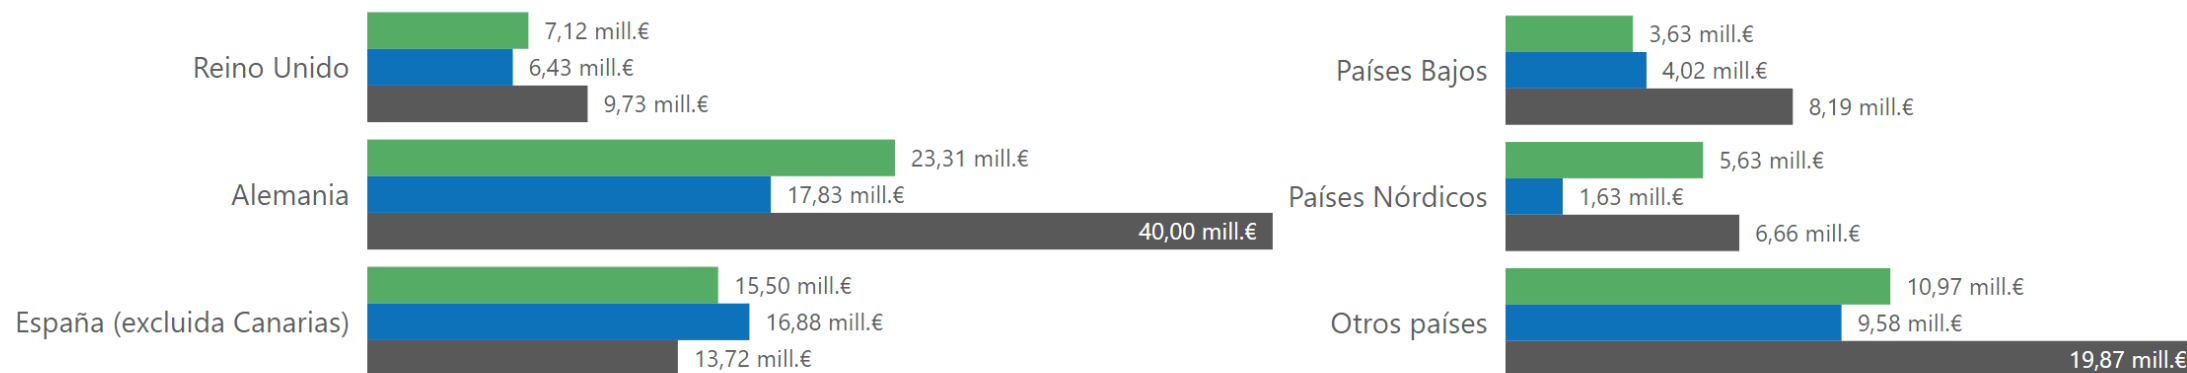 Reino Unido
7,12 mill.€
6,43 mill.€
9,73 mill.€
Alemania
23,31 mill.€
17,83 mill.€
40,00 mill.€
España (excluida Canarias)
15,50 mill.€
16,88 mill.€
13,72 mill.€
Países Bajos
3,63 mill.€
4,02 mill.€
8,19 mill.€
Países Nórdicos
5,63 mill.€
1,63 mill.€
6,66 mill.€
Otros países
10,97 mill.€
9,58 mill.€
19,87 mill.€